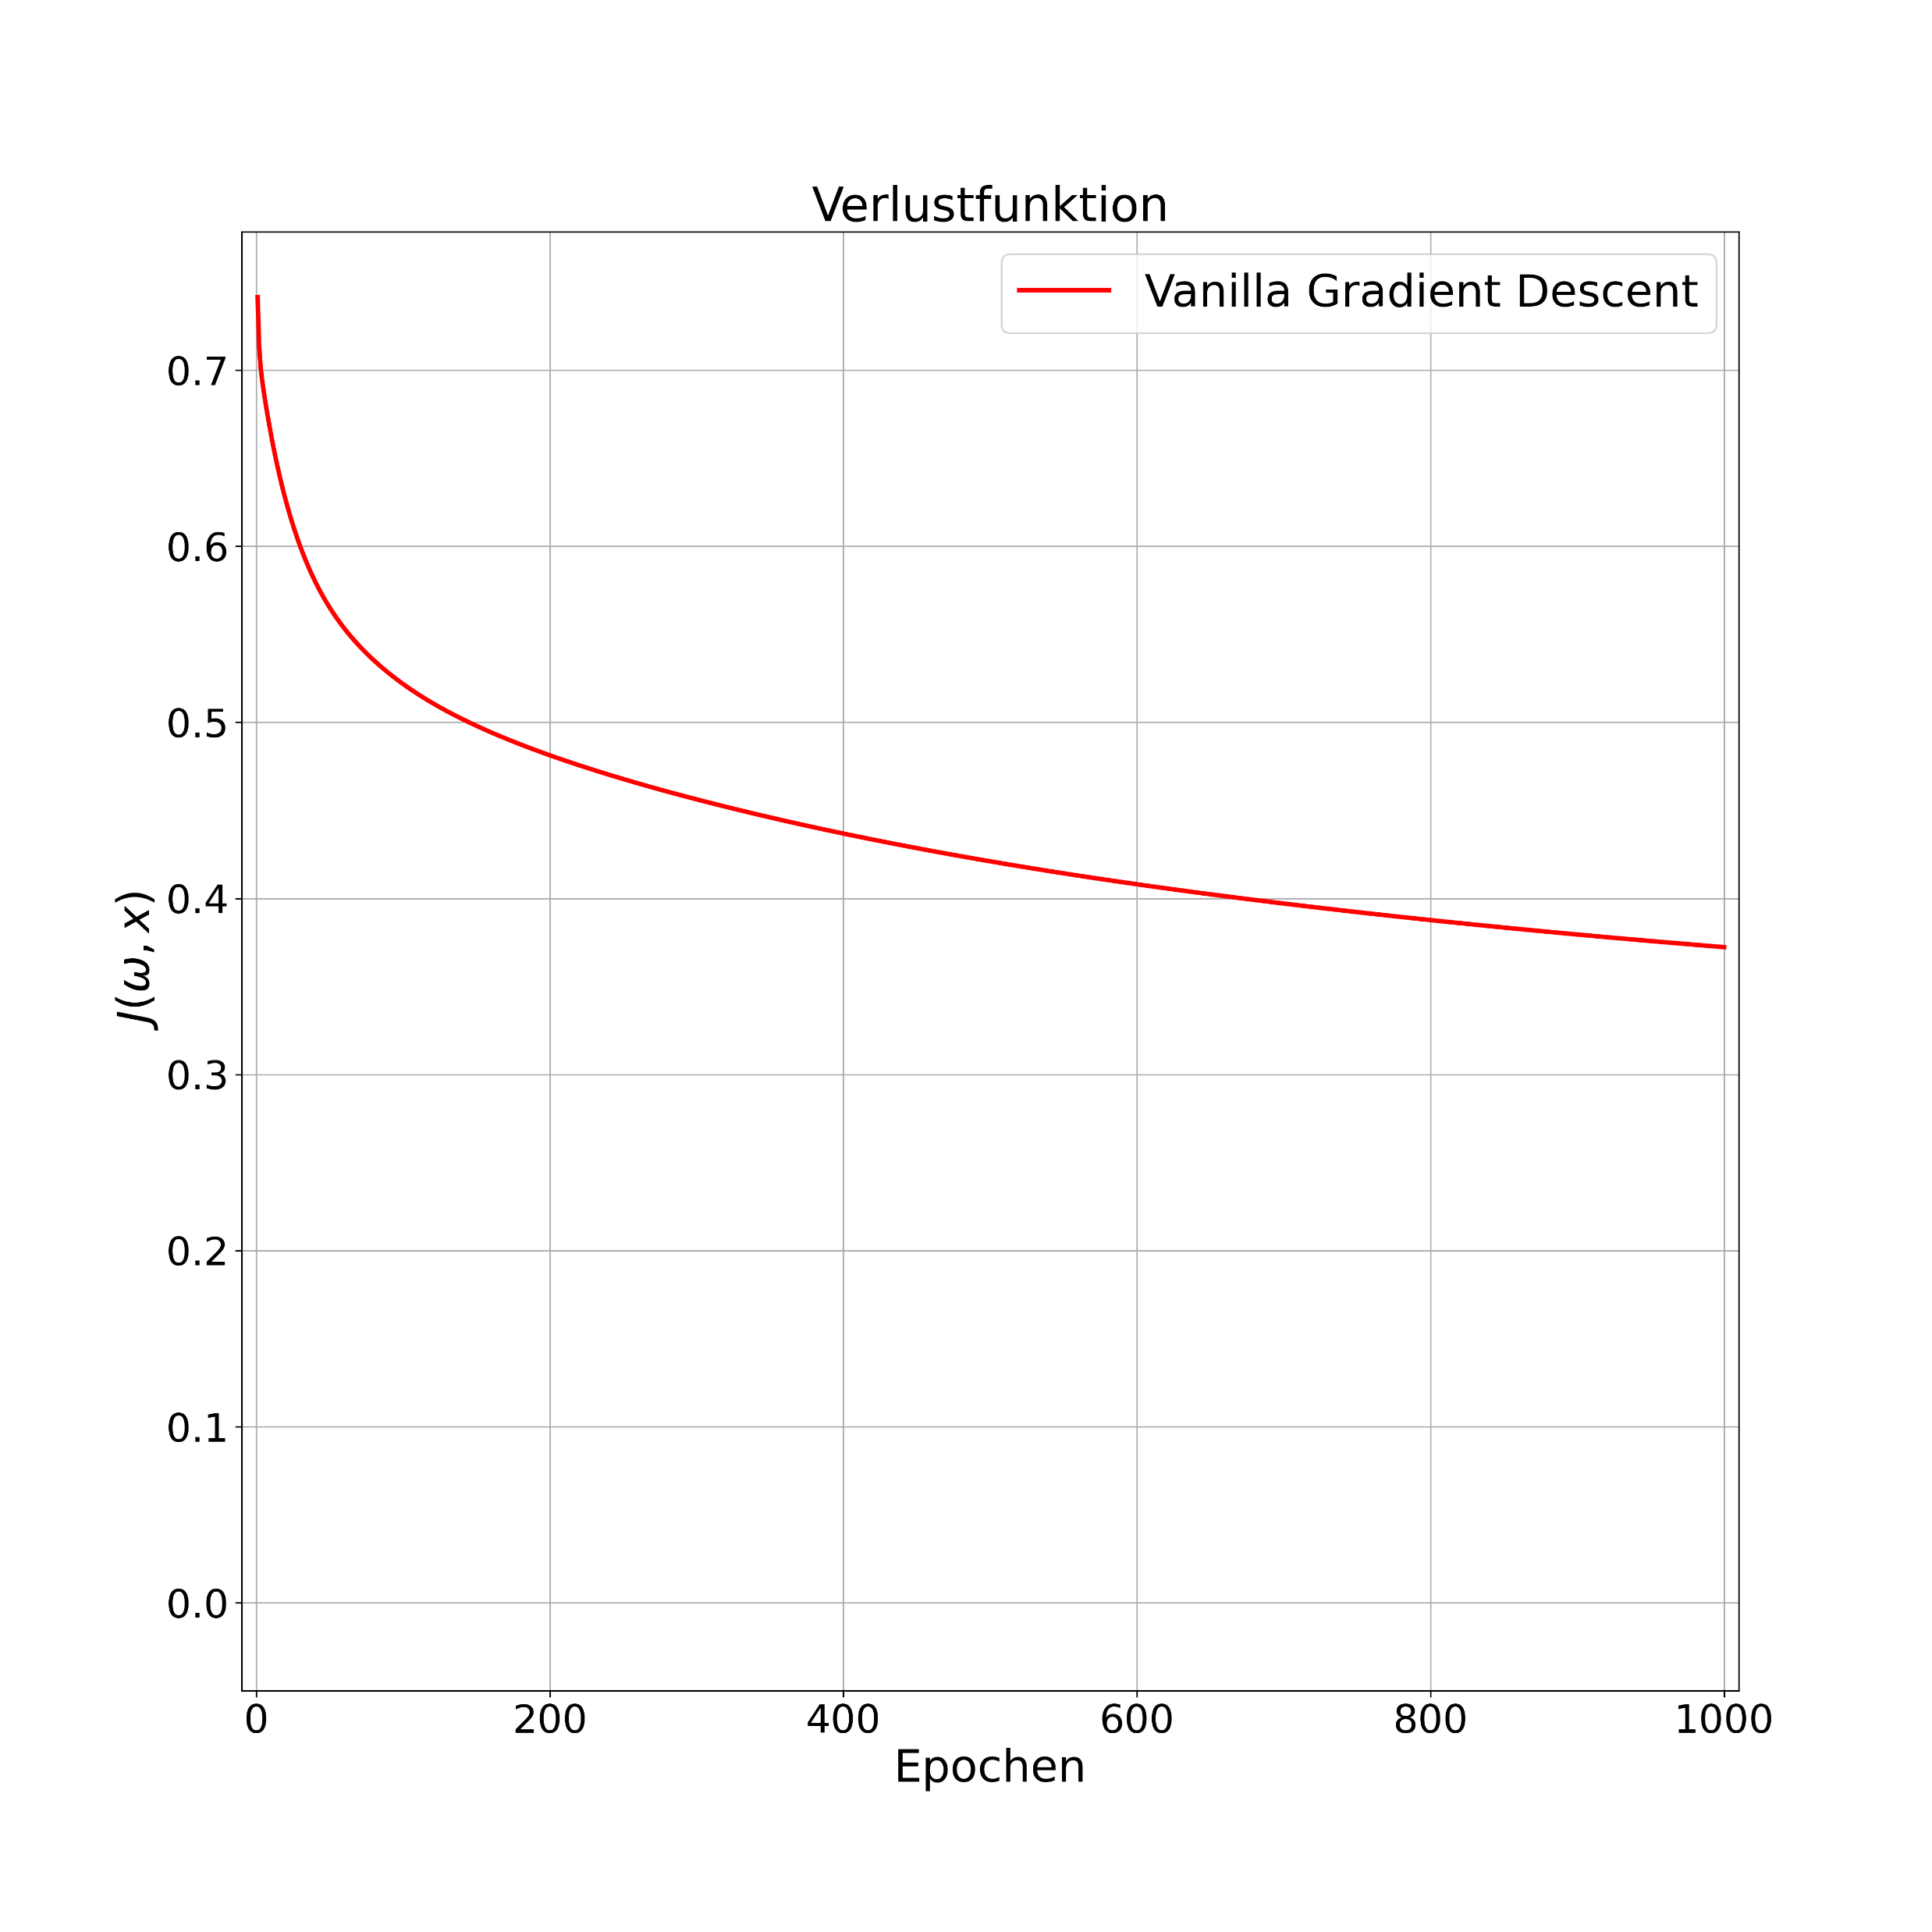 Verlustfunktion
Vanilla Gradient Descent
J(ω, x)
0.7
0.6
0.5
0.4
0.3
0.2
0.1
0.0
0 200 400 600 800 1000
Epochen